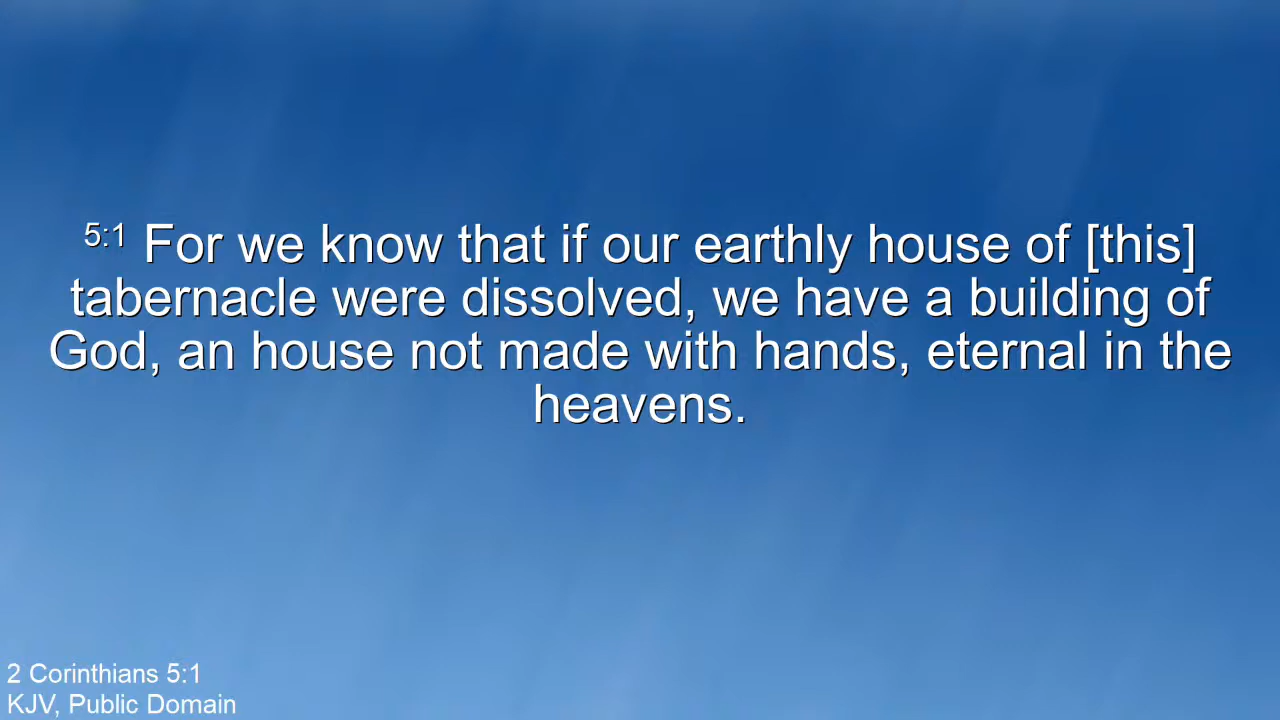 5:1 For we know that if our earthly house of [this]
tabernacle were dissolved, we have a building of
God, an house not made with hands, eternal in the
heavens.
2 Corinthians 5:1
KJV, Public Domain